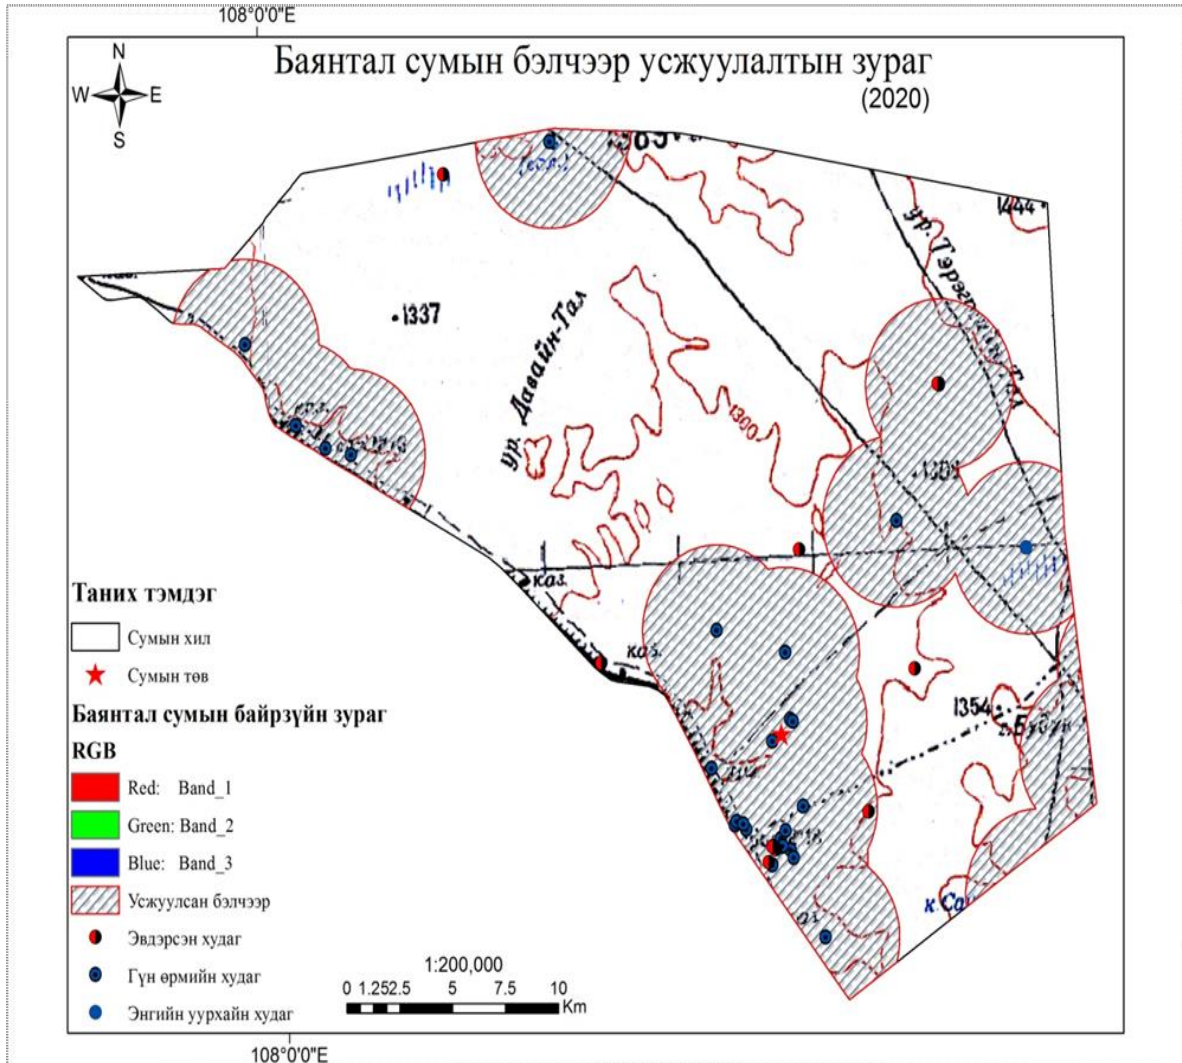 108°0'0"E
Баянтал сумын бэлчээр усжуулалтын зураг
(2020)
N
W E
S
1444
1337
ур. Давайн-Тал
1300
каз.
каз.
1354
к.Са
Таних тэмдэг
Сумын хил
Сумын төв
Баянтал сумын байрзүйн зураг
RGB
Red: Band_1
Green: Band_2
Blue: Band_3
Усжуулсан бэлчээр
Эвдэрсэн худаг
Гүн өрмийн худаг
Энгийн уурхайн худаг
1:200,000
0 1.252.5 5 7.5 10
Km
108°0'0"E